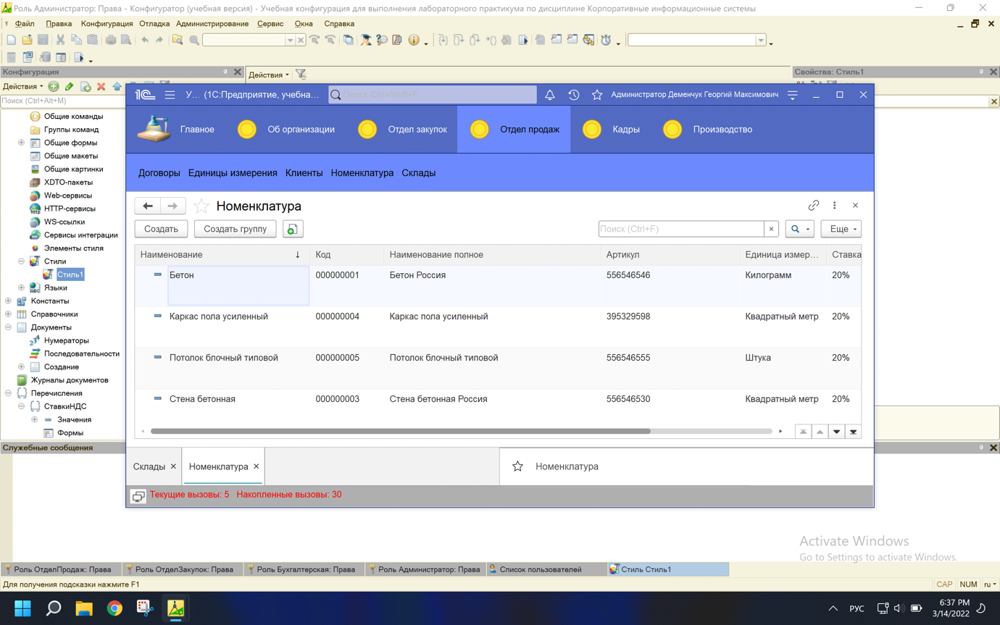 Роль Администратор: Права - Конфигуратор (учебная версия) - Учебная конфигурация для выполнения лабораторного практикума по дисциплине Корпоративные информационные системы
Файл Правка Конфигурация Отладка Администрирование Сервис Окна Справка
Конфигурация
Действия
Поиск (Ctrl+Alt+M)
Общие команды
Группы команд
Общие формы
Общие макеты
Общие картинки
XDTO-пакеты
Web-сервисы
HTTP-сервисы
WS-ссылки
Сервисы интеграции
Элементы стиля
Стили
Стиль1
Языки
Константы
Справочники
Документы
Нумераторы
Последовательности
Создание
Журналы документов
Перечисления
СтавкиНДС
Значения
Формы
Действия
Свойства: Стиль1
1С У... (1С:Предприятие, учебна... Поиск Ctrl+Shift+F Администратор Деменчук Георгий Максимович
Главное Об организации Отдел закупок Отдел продаж Кадры Производство
Договоры Единицы измерения Клиенты Номенклатура Склады
Номенклатура
Создать Создать группу Поиск (Ctrl+F) × Еще
Наименование ↓ Код Наименование полное Артикул Единица измер... Ставка
Бетон 000000001 Бетон Россия 556546546 Килограмм 20%
Каркас пола усиленный 000000004 Каркас пола усиленный 395329598 Квадратный метр 20%
Потолок блочный типовой 000000005 Потолок блочный типовой 556546555 Штука 20%
Стена бетонная 000000003 Стена бетонная Россия 556546530 Квадратный метр 20%
Склады × Номенклатура × Номенклатура
Текущие вызовы: 5 Накопленные вызовы: 30
Служебные сообщения
Activate Windows
Go to Settings to activate Windows.
Роль ОтделПродаж: Права Роль ОтделЗакупок: Права Роль Бухгалтерская: Права Роль Администратор: Права Список пользователей Стиль Стиль1
Для получения подсказки нажмите F1 CAP NUM ru
РУС 6:37 PM
3/14/2022